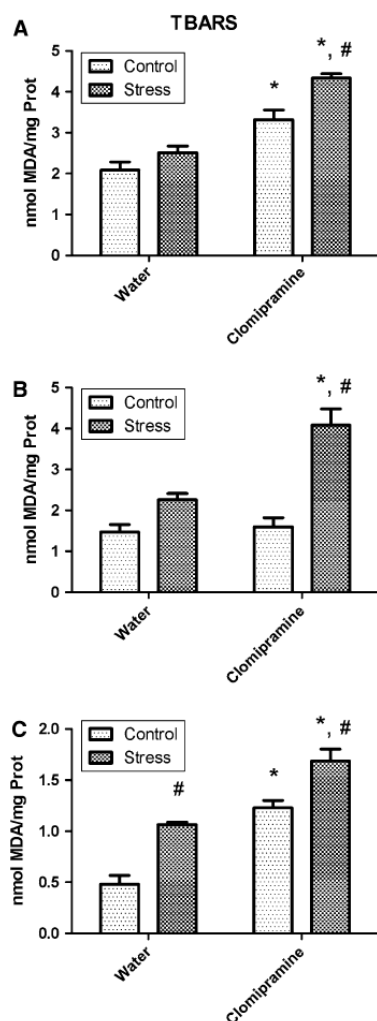 TBARS
A
nmol MDA/mg Prot
5
4
3
2
1
0
Control
Stress
*
*, #
Water
Clomipramine
B
nmol MDA/mg Prot
5
4
3
2
1
0
Control
Stress
*, #
Water
Clomipramine
C
nmol MDA/mg Prot
2.0
1.5
1.0
0.5
0.0
Control
Stress
#
*
*, #
Water
Clomipramine